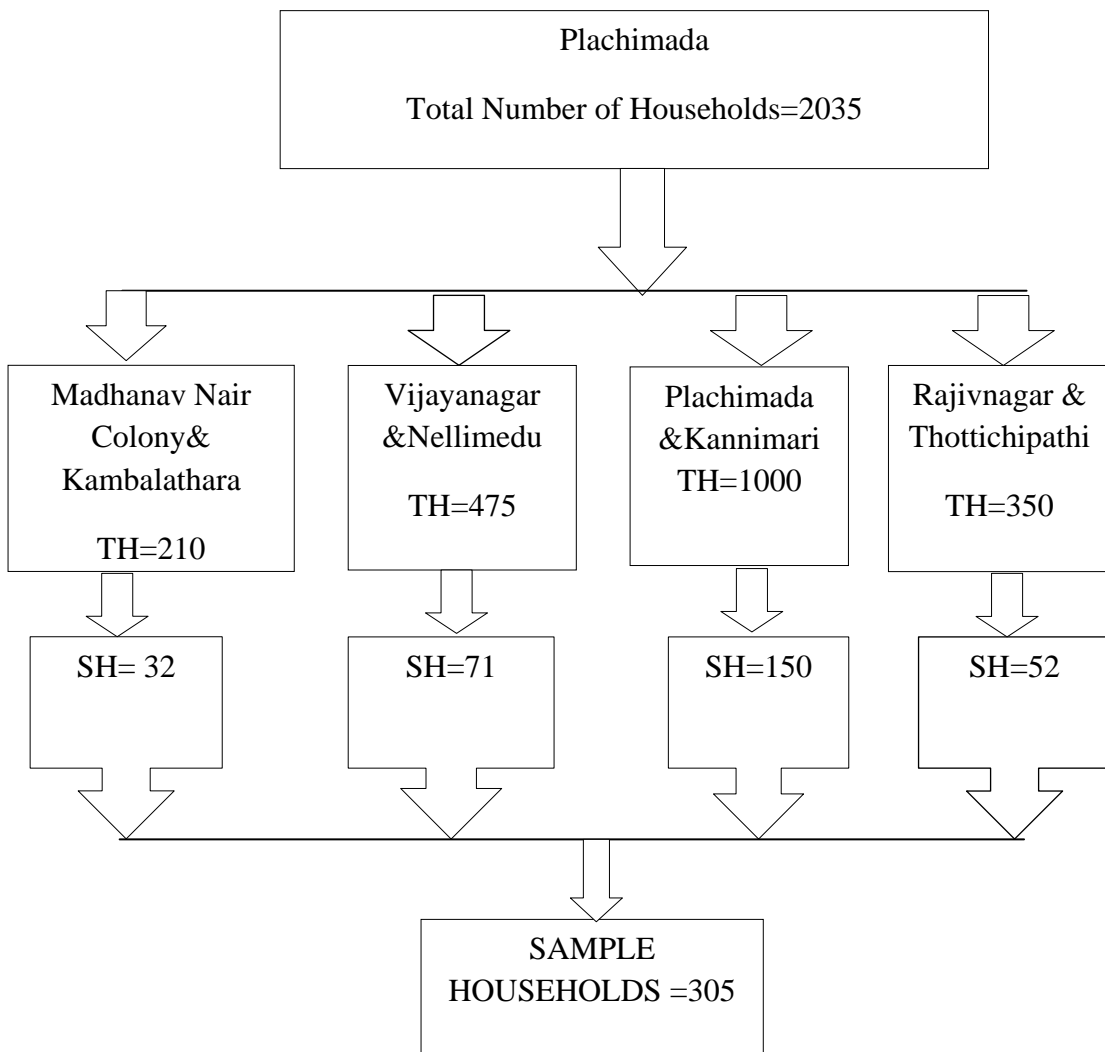 Plachimada
Total Number of Households=2035
Madhanav Nair
Colony&
Kambalathara
TH=210
Vijayanagar
&Nellimedu
TH=475
Plachimada
&Kannimari
TH=1000
Rajivnagar &
Thottichipathi
TH=350
SH= 32
SH=71
SH=150
SH=52
SAMPLE
HOUSEHOLDS =305